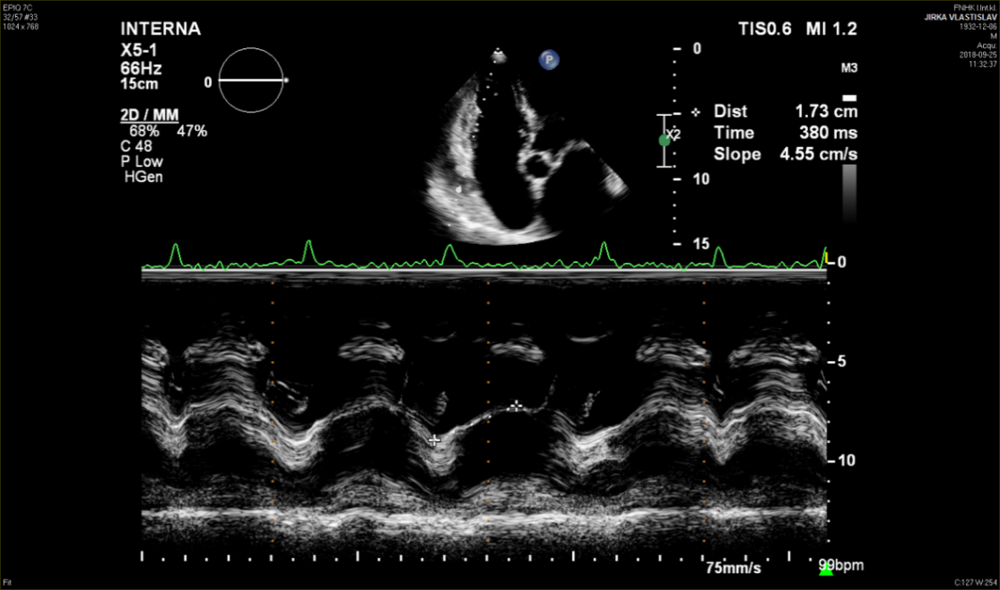 EPIQ 7C
32/57 #33
1024 x 768
FNHK I.Int.kl.
JIRKA VLASTISLAV
1932-12-06
M
Acqu:
2018-09-25
11:32:37
INTERNA
X5-1
66Hz
15cm
0
2D / MM
68% 47%
C 48
P Low
HGen
TIS0.6 MI 1.2
M3
P
X2
Dist 1.73 cm
Time 380 ms
Slope 4.55 cm/s
0
10
15
0
5
10
75mm/s
99bpm
Fit
C:127 W:254